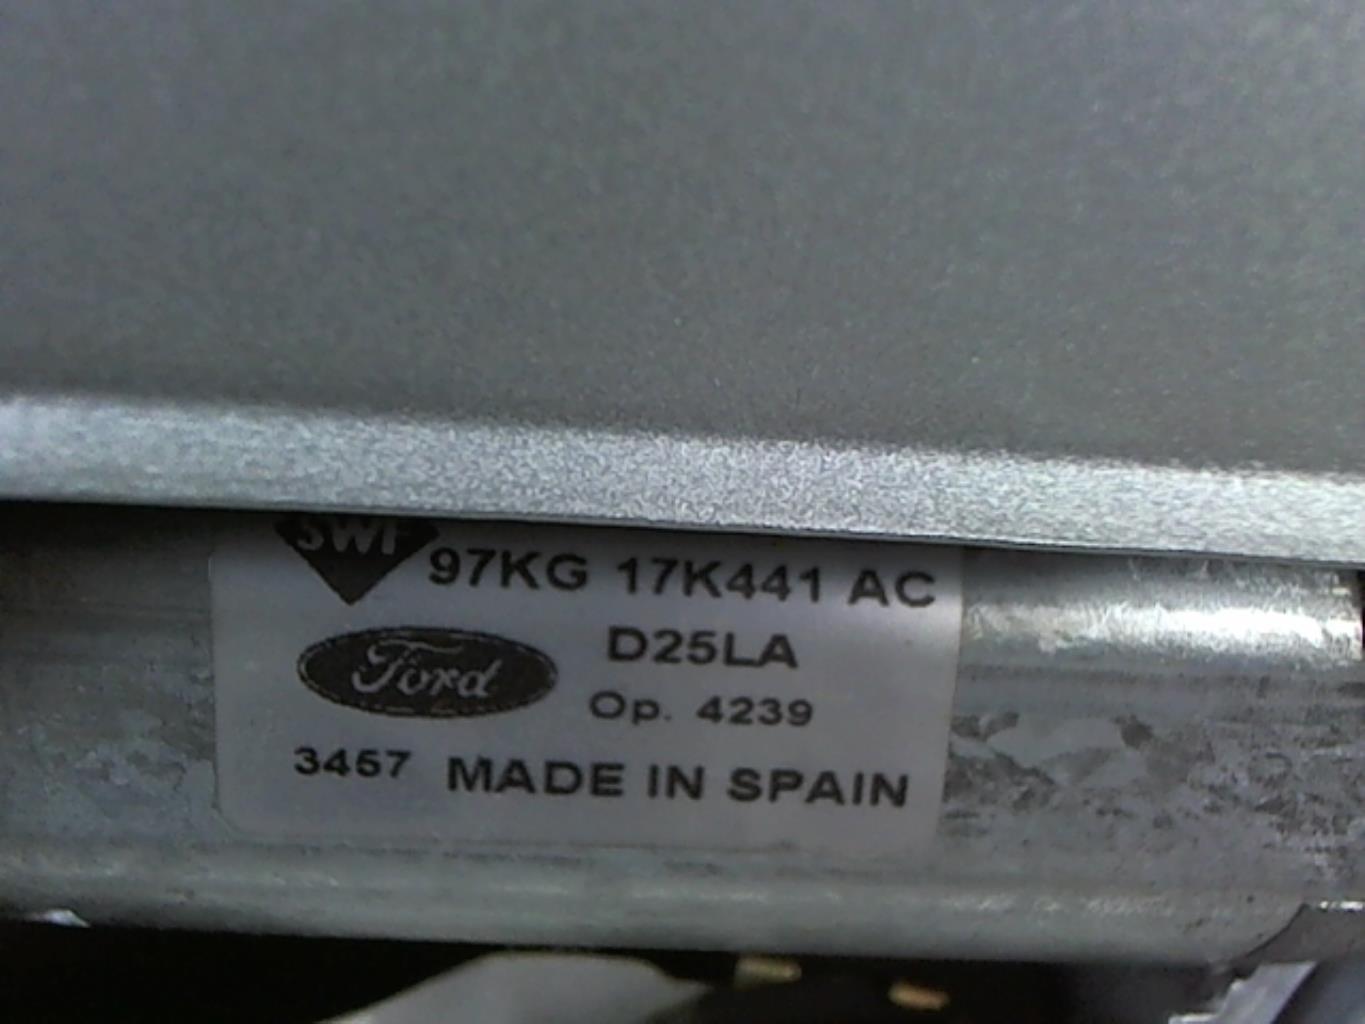 SWF
97KG 17K441 AC
Ford
D25LA
Op. 4239
3457 MADE IN SPAIN